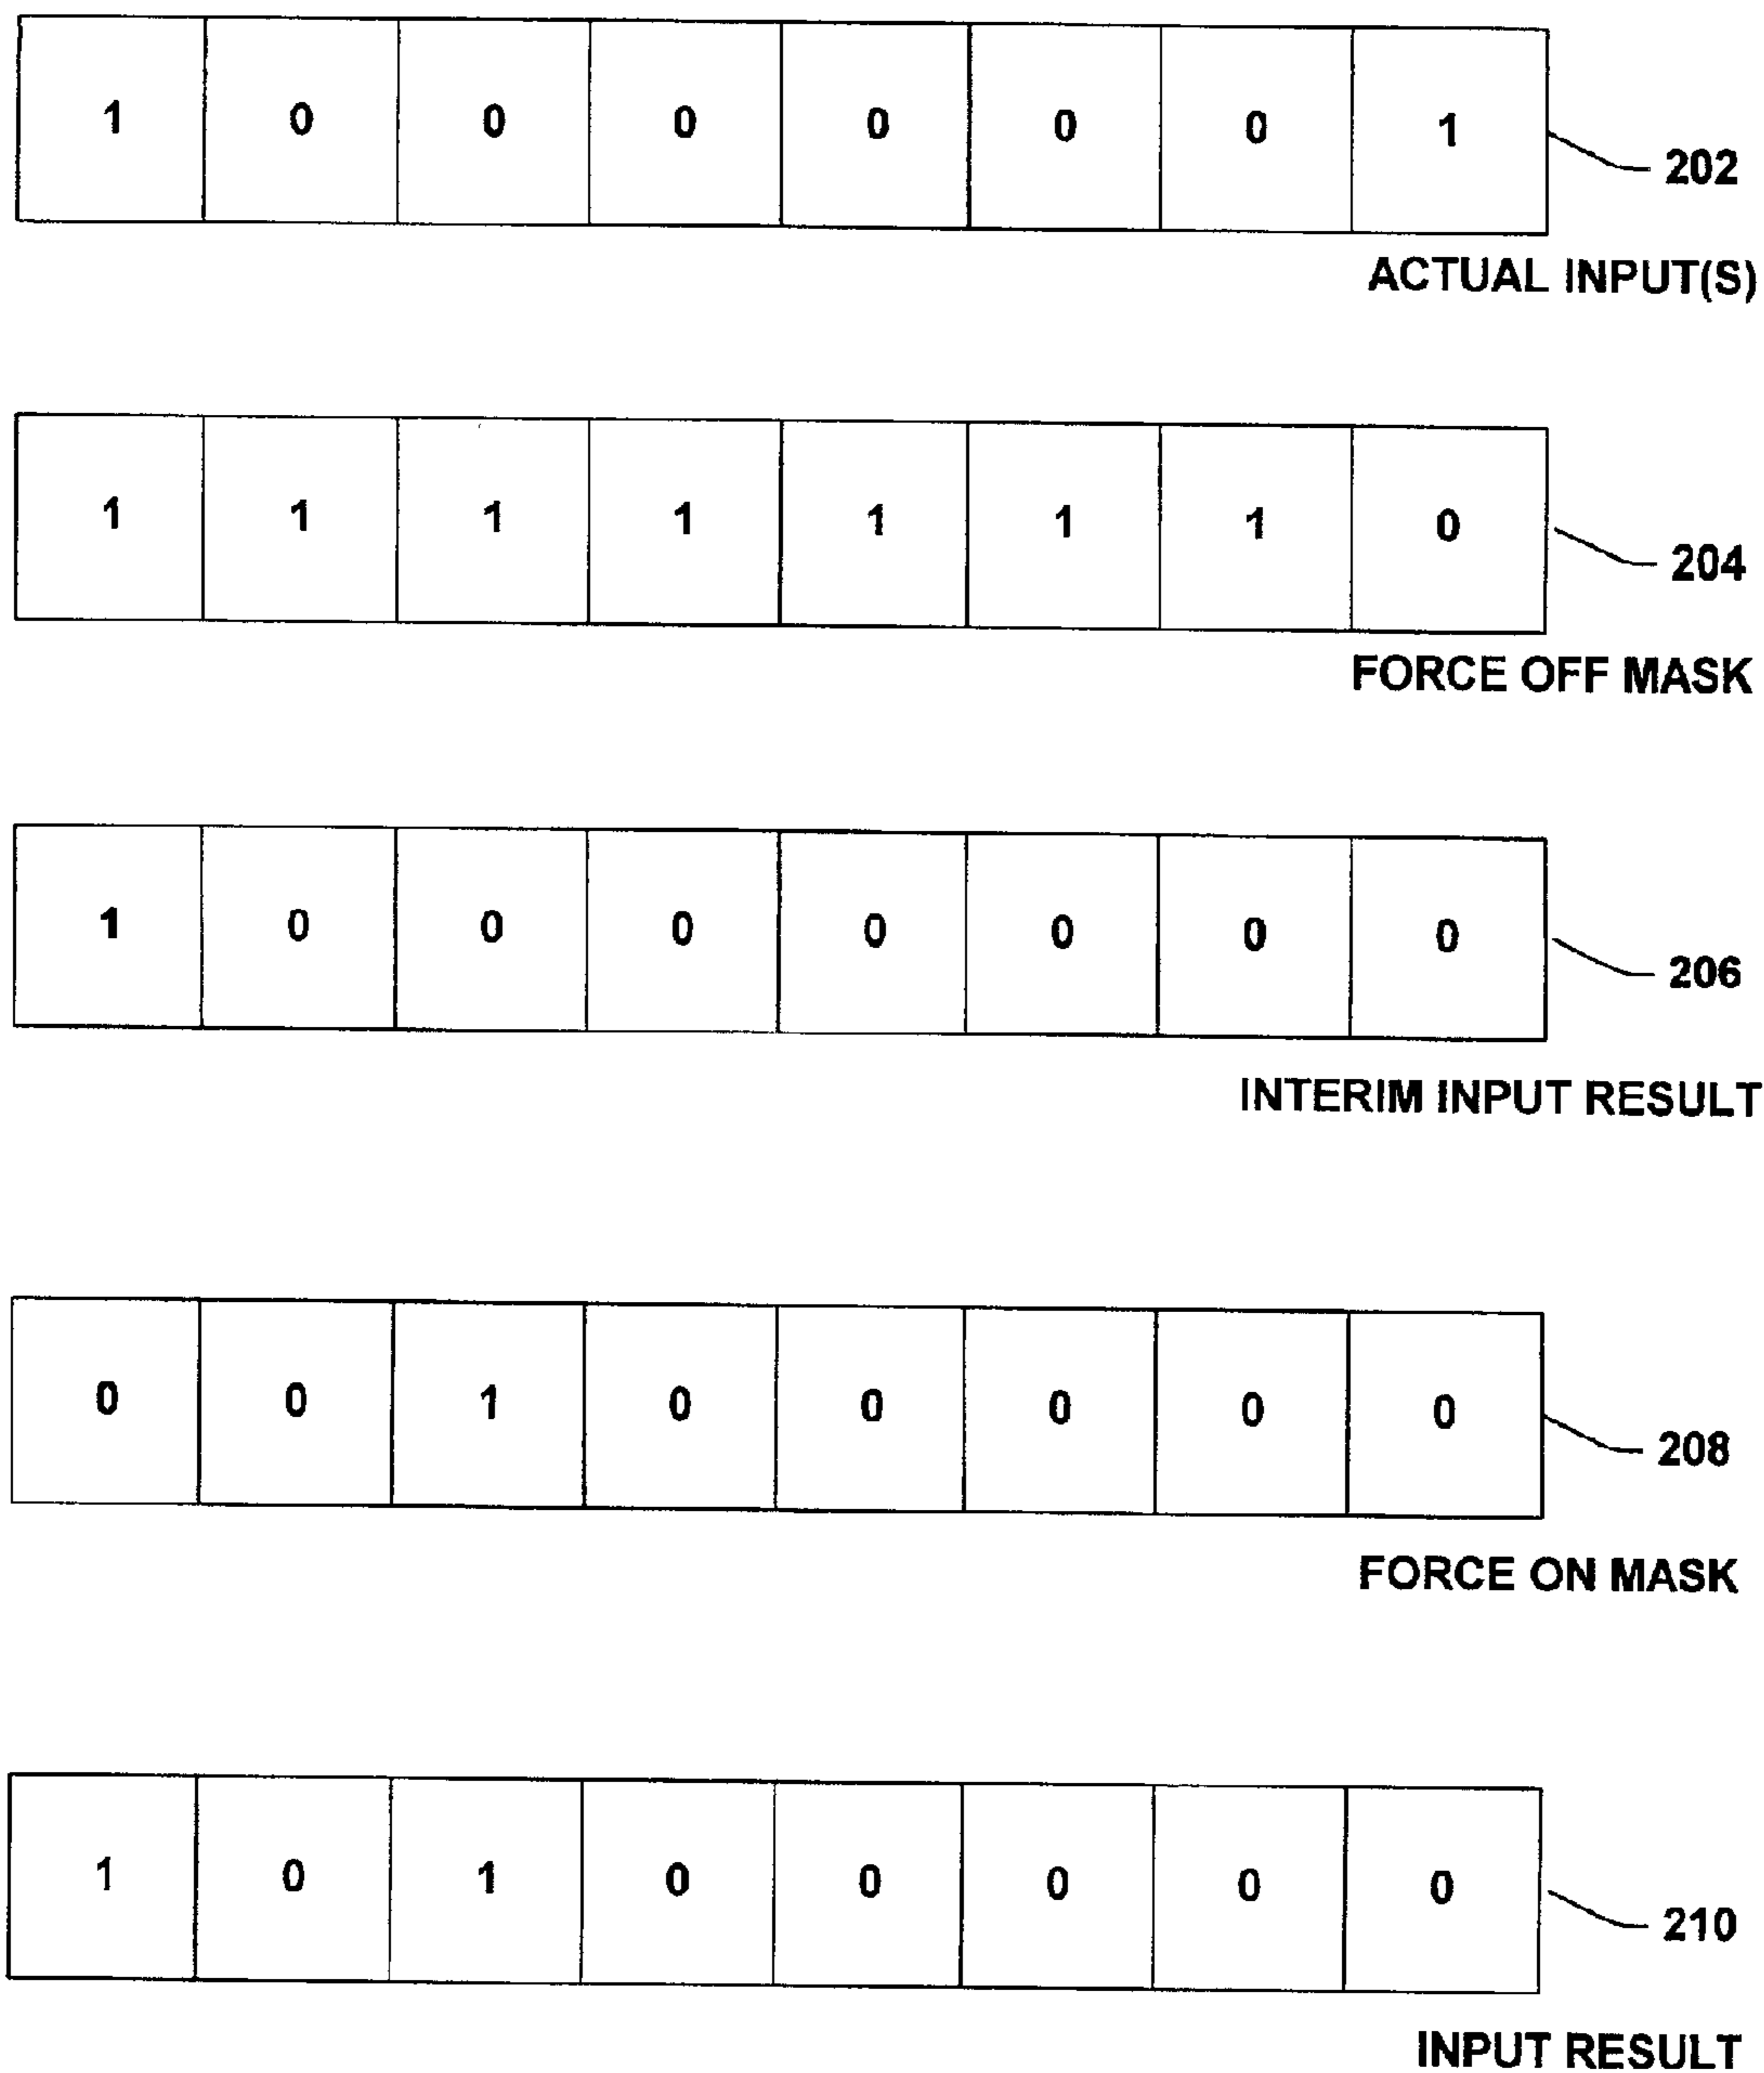 1 0 0 0 0 0 0 1
202
ACTUAL INPUT(S)
1 1 1 1 1 1 1 0
204
FORCE OFF MASK
1 0 0 0 0 0 0 0
206
INTERIM INPUT RESULT
0 0 1 0 0 0 0 0
208
FORCE ON MASK
1 0 1 0 0 0 0 0
210
INPUT RESULT